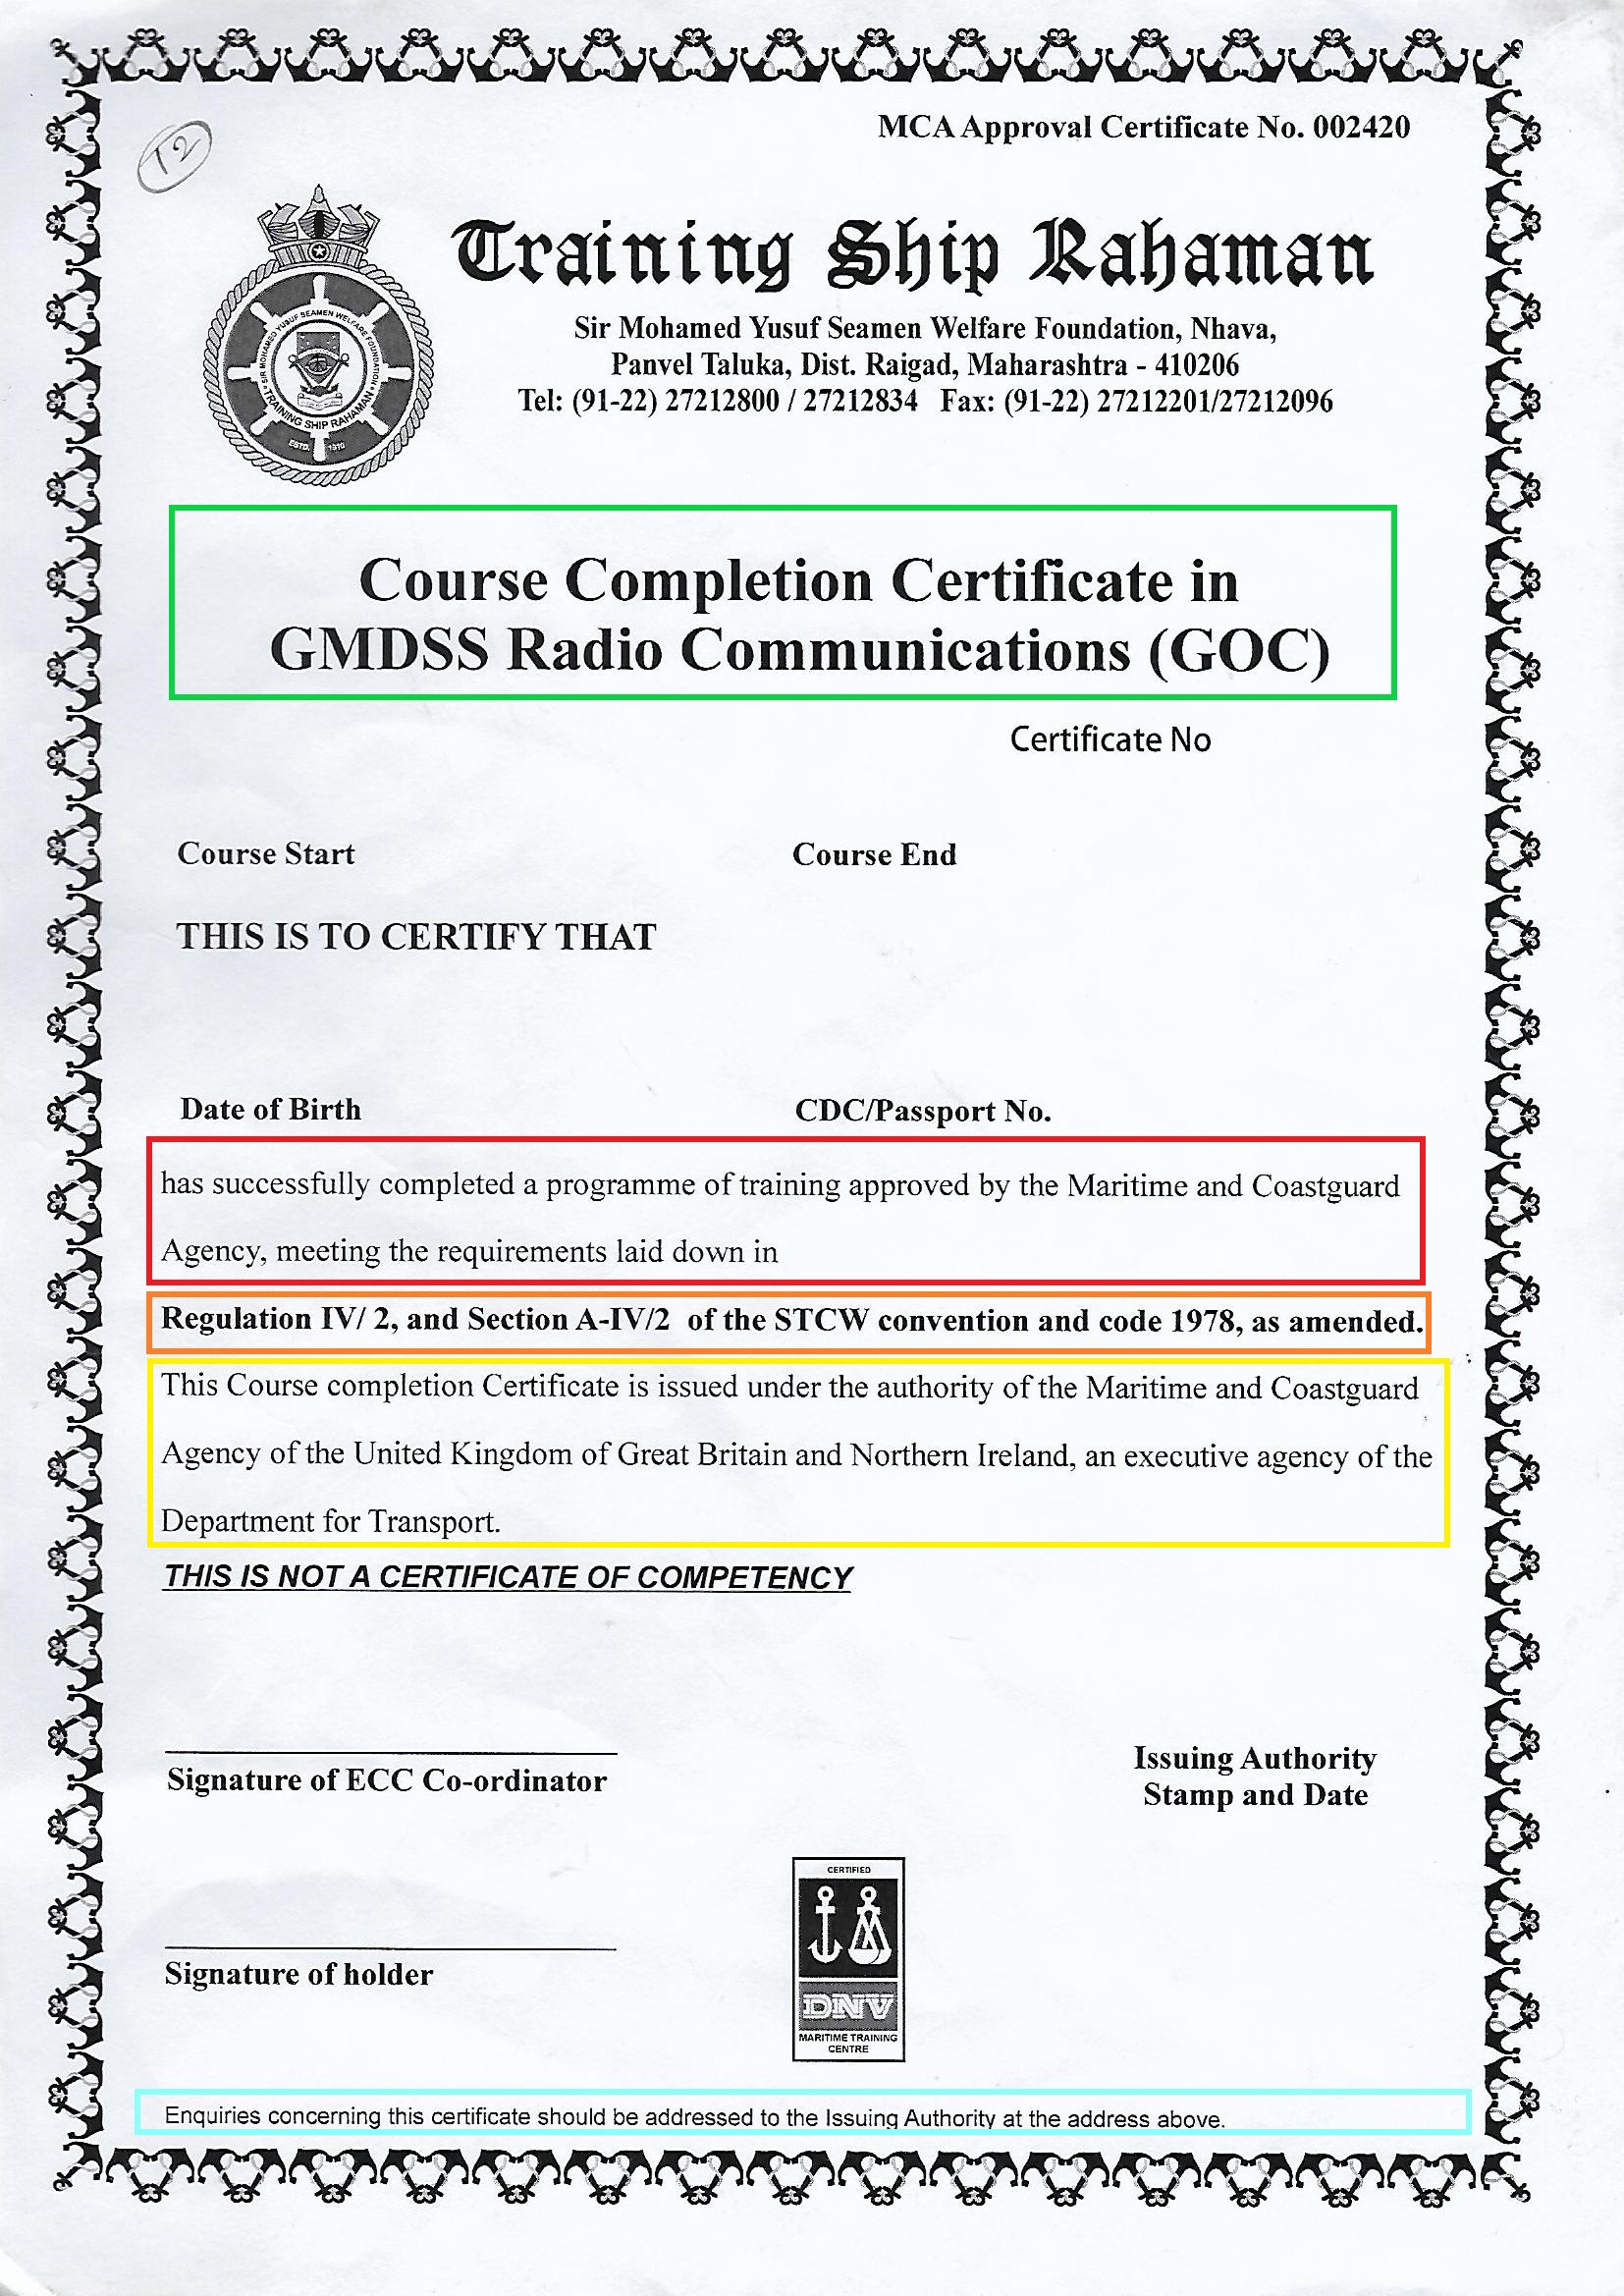 MCA Approval Certificate No. 002420
T2
Training Ship Rahaman
Sir Mohamed Yusuf Seamen Welfare Foundation, Nhava,
Panvel Taluka, Dist. Raigad, Maharashtra - 410206
Tel: (91-22) 27212800 / 27212834 Fax: (91-22) 27212201/27212096
SIR MOHAMED YUSUF SEAMEN WELFARE FOUNDATION
TRAINING SHIP RAHAMAN
ESTD. 1910
Course Completion Certificate in
GMDSS Radio Communications (GOC)
Certificate No
Course Start Course End
THIS IS TO CERTIFY THAT
Date of Birth CDC/Passport No.
has successfully completed a programme of training approved by the Maritime and Coastguard
Agency, meeting the requirements laid down in
Regulation IV/ 2, and Section A-IV/2 of the STCW convention and code 1978, as amended.
This Course completion Certificate is issued under the authority of the Maritime and Coastguard
Agency of the United Kingdom of Great Britain and Northern Ireland, an executive agency of the
Department for Transport.
THIS IS NOT A CERTIFICATE OF COMPETENCY
Signature of ECC Co-ordinator
Issuing Authority
Stamp and Date
CERTIFIED
DNV
MARITIME TRAINING
CENTRE
Signature of holder
Enquiries concerning this certificate should be addressed to the Issuing Authority at the address above.